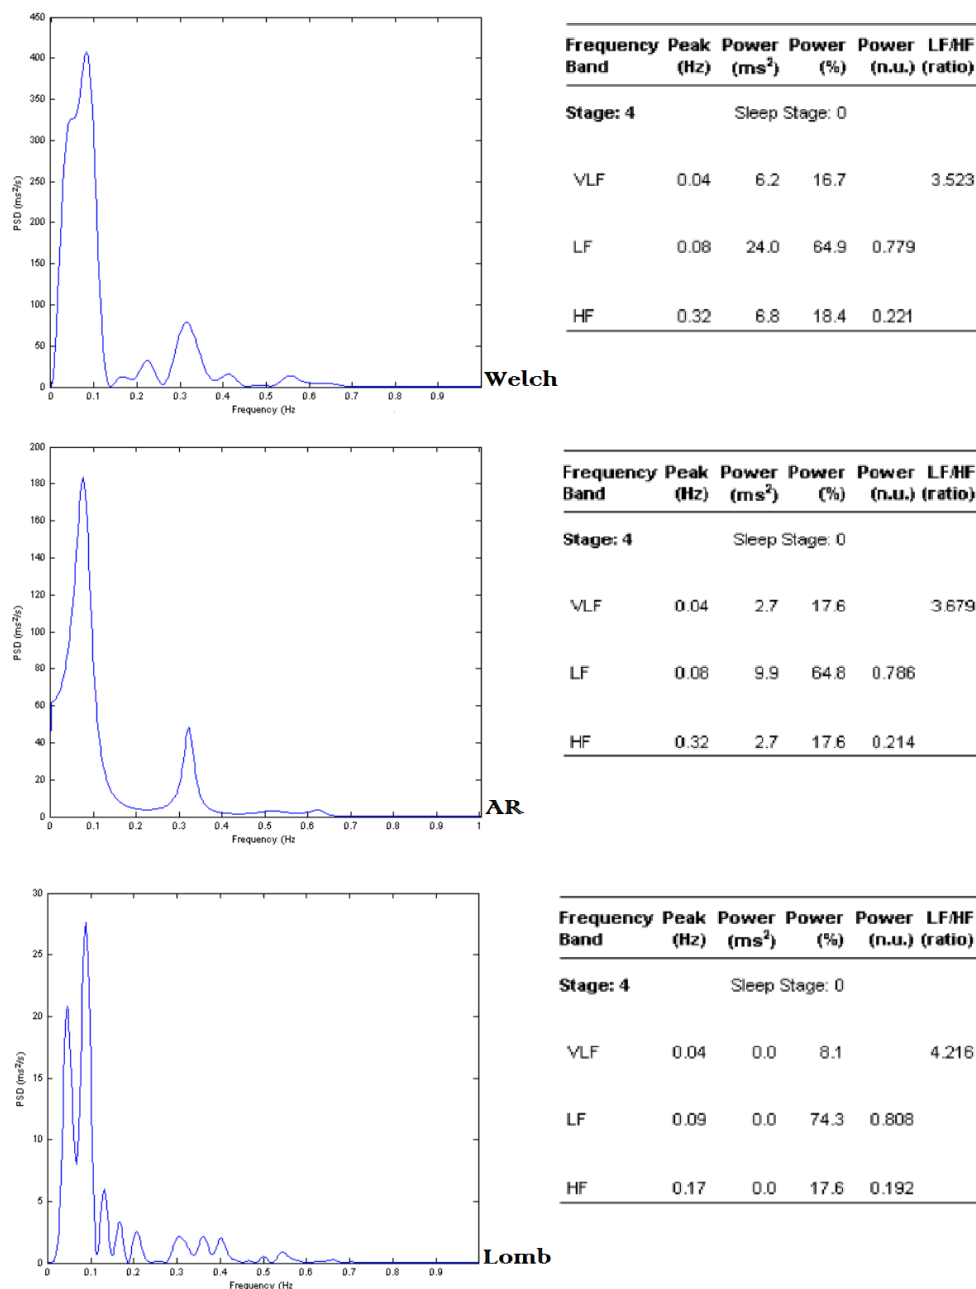 450
400
350
300
250
200
150
100
50
0
PSD (ms²/s)
0 0.1 0.2 0.3 0.4 0.5 0.6 0.7 0.8 0.9
Frequency (Hz
Welch
Frequency Peak Power Power Power LF/HF
Band (Hz) (ms²) (%) (n.u.) (ratio)
Stage: 4 Sleep Stage: 0
VLF 0.04 6.2 16.7 3.523
LF 0.08 24.0 64.9 0.779
HF 0.32 6.8 18.4 0.221
200
180
160
140
120
100
80
60
40
20
0
PSD (ms²/s)
0 0.1 0.2 0.3 0.4 0.5 0.6 0.7 0.8 0.9 1
Frequency (Hz
AR
Frequency Peak Power Power Power LF/HF
Band (Hz) (ms²) (%) (n.u.) (ratio)
Stage: 4 Sleep Stage: 0
VLF 0.04 2.7 17.6 3.679
LF 0.08 9.9 64.8 0.786
HF 0.32 2.7 17.6 0.214
30
25
20
15
10
5
0
PSD (ms²/s)
0 0.1 0.2 0.3 0.4 0.5 0.6 0.7 0.8 0.9
Frequency (Hz
Lomb
Frequency Peak Power Power Power LF/HF
Band (Hz) (ms²) (%) (n.u.) (ratio)
Stage: 4 Sleep Stage: 0
VLF 0.04 0.0 8.1 4.216
LF 0.09 0.0 74.3 0.808
HF 0.17 0.0 17.6 0.192